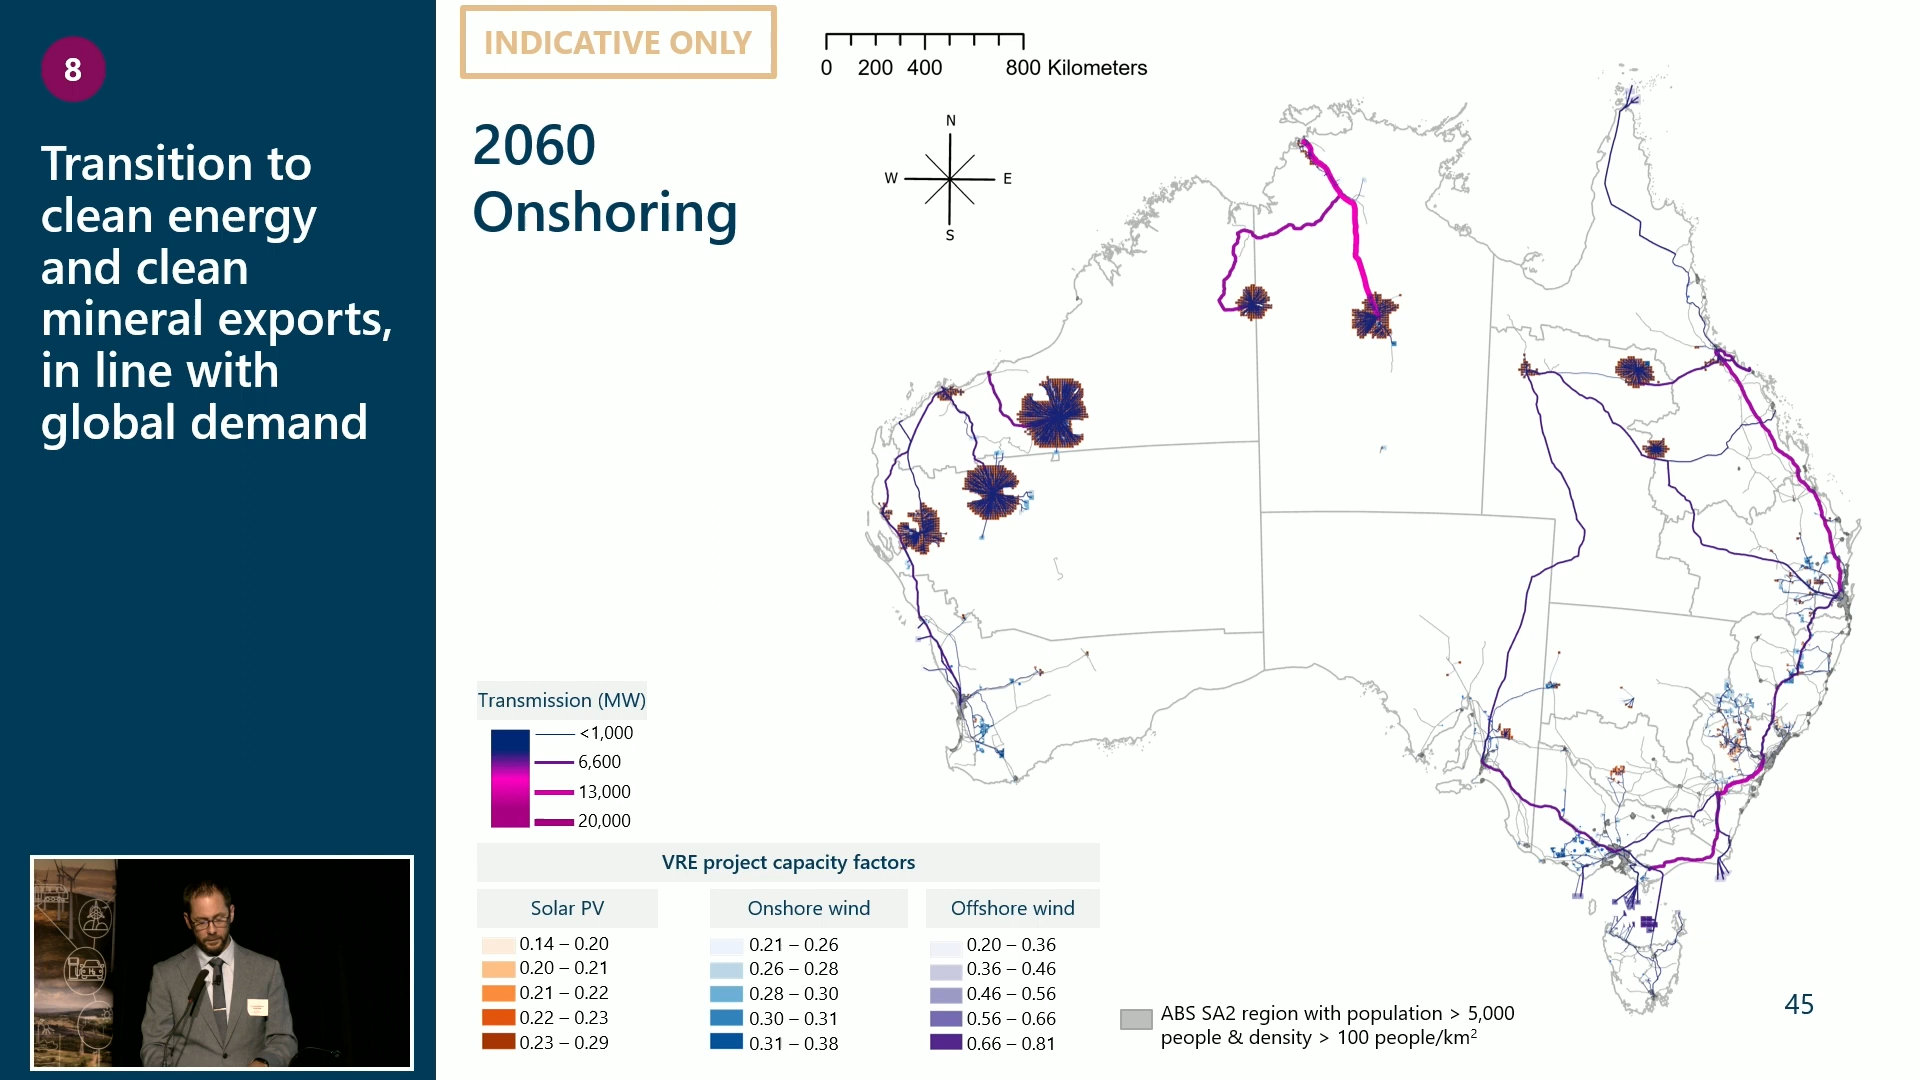 8
Transition to
clean energy
and clean
mineral exports,
in line with
global demand
INDICATIVE ONLY
0 200 400 800 Kilometers
2060
Onshoring
N
W E
S
Transmission (MW)
<1,000
6,600
13,000
20,000
VRE project capacity factors
Solar PV
0.14 – 0.20
0.20 – 0.21
0.21 – 0.22
0.22 – 0.23
0.23 – 0.29
Onshore wind
0.21 – 0.26
0.26 – 0.28
0.28 – 0.30
0.30 – 0.31
0.31 – 0.38
Offshore wind
0.20 – 0.36
0.36 – 0.46
0.46 – 0.56
0.56 – 0.66
0.66 – 0.81
ABS SA2 region with population > 5,000
people & density > 100 people/km²
45